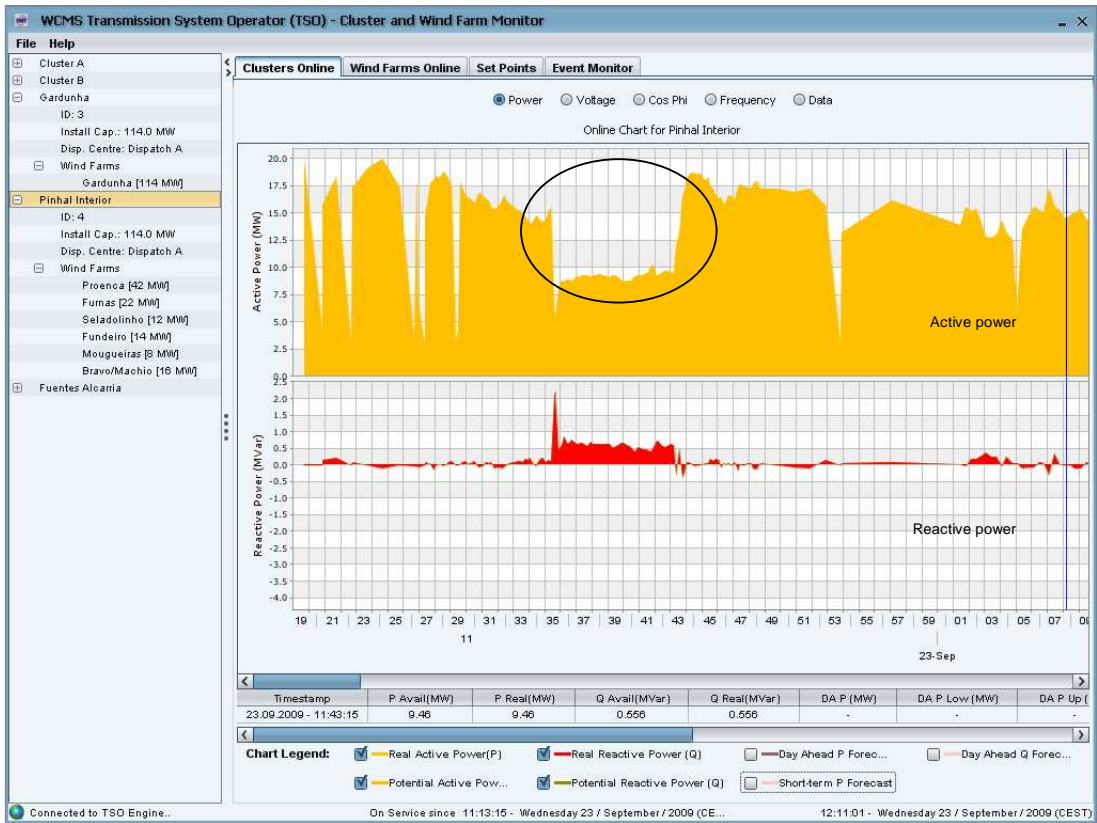 WCMS Transmission System Operator (TSO) - Cluster and Wind Farm Monitor
File Help
Cluster A
Cluster B
Gardunha
ID: 3
Install Cap.: 114.0 MW
Disp. Centre: Dispatch A
Wind Farms
Gardunha [114 MW]
Pinhal Interior
ID: 4
Install Cap.: 114.0 MW
Disp. Centre: Dispatch A
Wind Farms
Proenca [42 MW]
Furnas [22 MW]
Seladolinho [12 MW]
Fundeiro [14 MW]
Mougueiras [8 MW]
Bravo/Machio [16 MW]
Fuentes Alcarria
Clusters Online Wind Farms Online Set Points Event Monitor
Power Voltage Cos Phi Frequency Data
Online Chart for Pinhal Interior
Active Power (MW)
20.0
17.5
15.0
12.5
10.0
7.5
5.0
2.5
0.0
Active power
Reactive Power (MVar)
2.5
2.0
1.5
1.0
0.5
0.0
-0.5
-1.0
-1.5
-2.0
-2.5
-3.0
-3.5
-4.0
Reactive power
19 21 23 25 27 29 31 33 35 37 39 41 43 45 47 49 51 53 55 57 59 01 03 05 07
11
23-Sep
Timestamp P Avail(MW) P Real(MW) Q Avail(MVar) Q Real(MVar) DA P (MW) DA P Low (MW) DA P Up (
23.09.2009 - 11:43:15 9.46 9.46 0.556 0.556 - - -
Chart Legend: Real Active Power(P) Real Reactive Power (Q) Day Ahead P Forec... Day Ahead Q Forec...
Potential Active Pow... Potential Reactive Power (Q) Short-term P Forecast
Connected to TSO Engine.. On Service since 11:13:15 - Wednesday 23 / September / 2009 (CE... 12:11:01 - Wednesday 23 / September / 2009 (CEST)